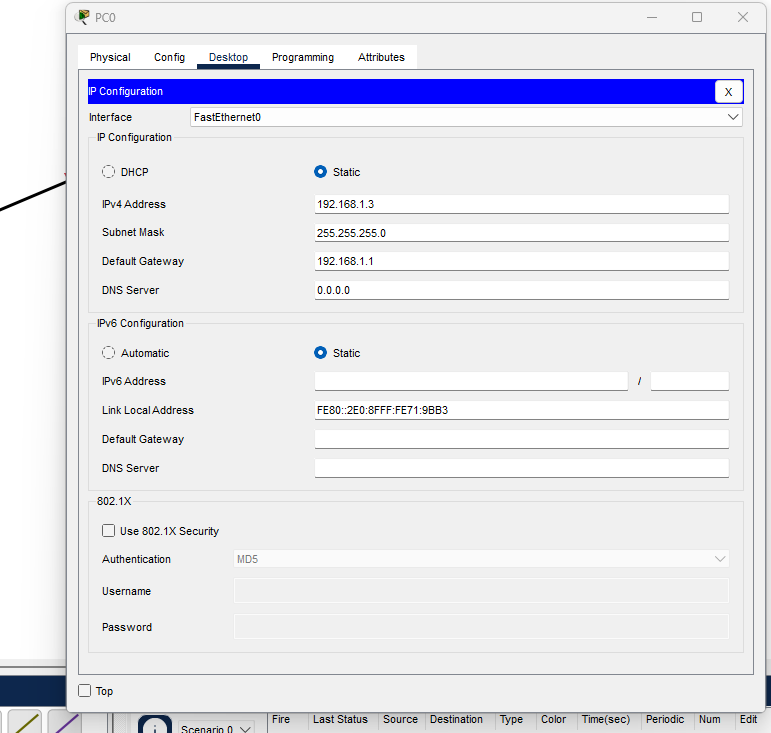 PC0
Physical Config Desktop Programming Attributes
IP Configuration X
Interface FastEthernet0
IP Configuration
DHCP Static
IPv4 Address 192.168.1.3
Subnet Mask 255.255.255.0
Default Gateway 192.168.1.1
DNS Server 0.0.0.0
IPv6 Configuration
Automatic Static
IPv6 Address /
Link Local Address FE80::2E0:8FFF:FE71:9BB3
Default Gateway
DNS Server
802.1X
Use 802.1X Security
Authentication MD5
Username
Password
Top
Fire Last Status Source Destination Type Color Time(sec) Periodic Num Edit
Scenario 0